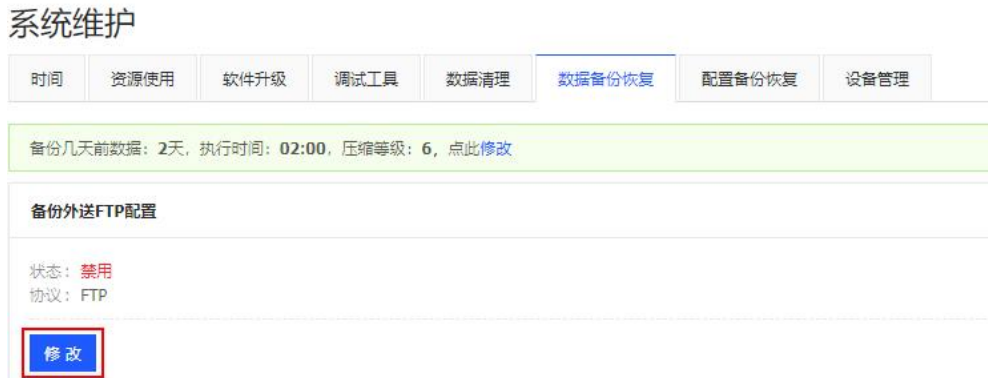 系统维护
时间 资源使用 软件升级 调试工具 数据清理 数据备份恢复 配置备份恢复 设备管理
备份几天前数据：2天，执行时间：02:00，压缩等级：6，点此修改
备份外送FTP配置
状态：禁用
协议：FTP
修 改